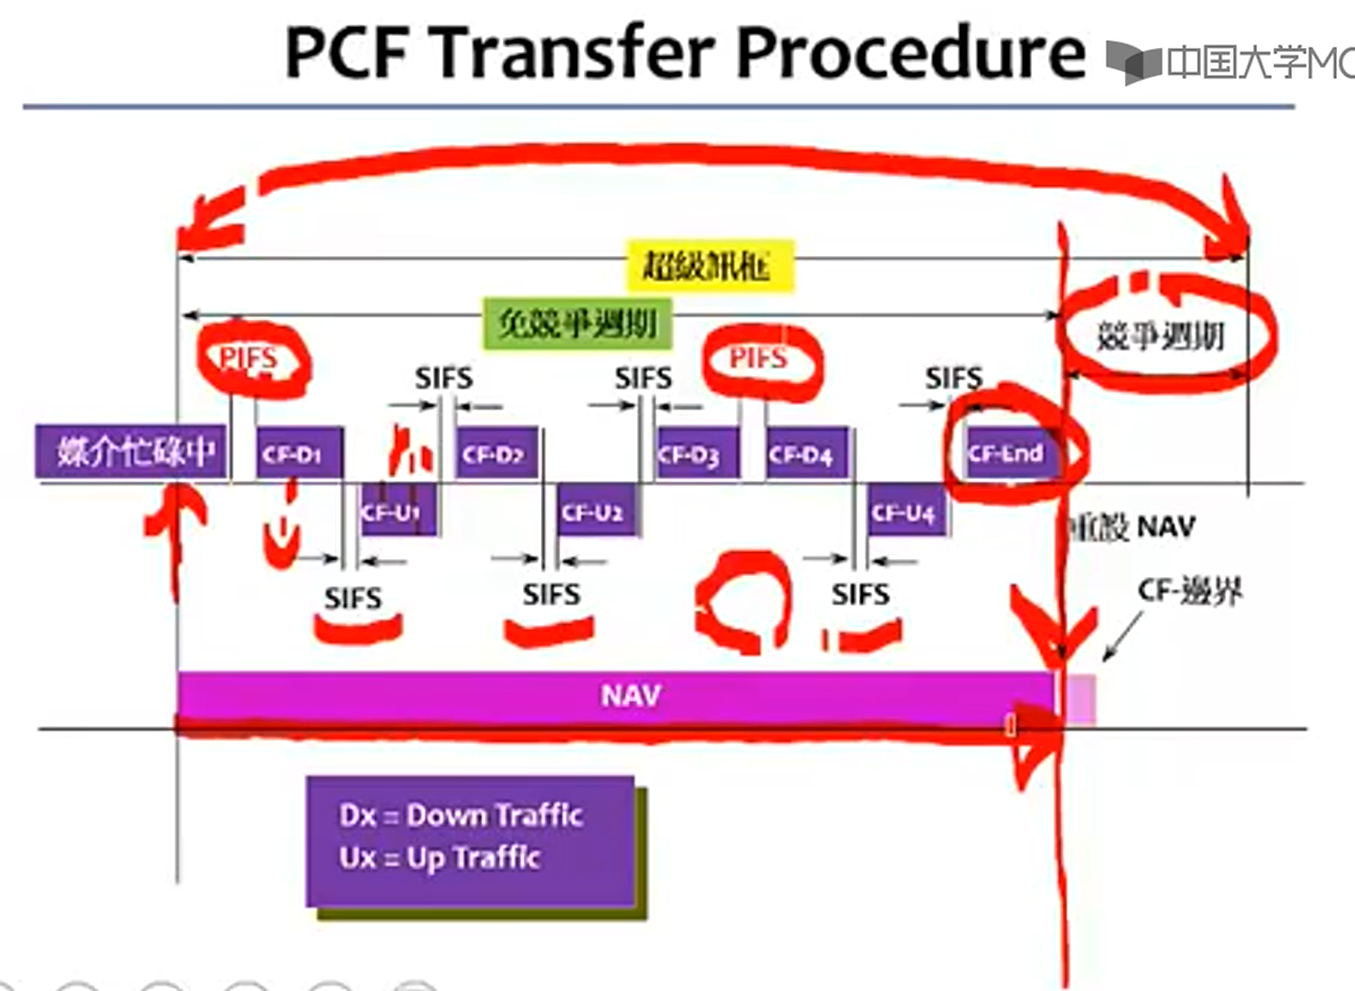 PCF Transfer Procedure
中国大学MO
超級訊框
免競爭週期
競爭週期
PIFS
SIFS
SIFS
PIFS
SIFS
媒介忙碌中
CF-D1
CF-D2
CF-D3
CF-D4
CF-End
CF-U1
CF-U2
CF-U4
重設 NAV
SIFS
SIFS
SIFS
CF-邊界
NAV
Dx = Down Traffic
Ux = Up Traffic